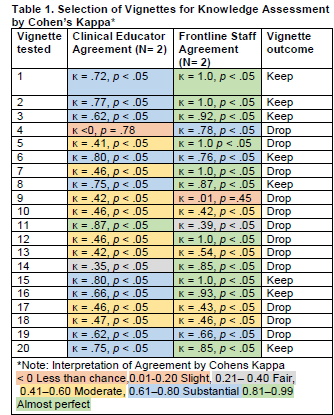 Table 1. Selection of Vignettes for Knowledge Assessment
by Cohen's Kappa*
Vignette tested Clinical Educator Agreement (N= 2) Frontline Staff Agreement (N= 2) Vignette outcome
1 κ = .72, p < .05 κ = 1.0, p < .05 Keep
2 κ = .77, p < .05 κ = 1.0, p < .05 Keep
3 κ = .62, p < .05 κ = .92, p < .05 Keep
4 κ <0, p = .78 κ = .78, p < .05 Drop
5 κ = .41, p < .05 κ = 1.0 p < .05 Drop
6 κ = .80, p < .05 κ = .76, p < .05 Keep
7 κ = .46, p < .05 κ = 1.0, p < .05 Drop
8 κ = .75, p < .05 κ = .87, p < .05 Keep
9 κ = .42, p < .05 κ = .01, p =.45 Drop
10 κ = .46, p < .05 κ = .42, p < .05 Drop
11 κ = .87, p < .05 κ = .39, p < .05 Drop
12 κ = .46, p < .05 κ = 1.0, p < .05 Drop
13 κ = .42, p < .05 κ = .54, p < .05 Drop
14 κ = .35, p < .05 κ = .85, p < .05 Drop
15 κ = .80, p < .05 κ = 1.0, p < .05 Keep
16 κ = .66, p < .05 κ = .93, p < .05 Keep
17 κ = .46, p < .05 κ = .43, p < .05 Drop
18 κ = .47, p < .05 κ = .46, p < .05 Drop
19 κ = .62, p < .05 κ = .66, p < .05 Drop
20 κ = .75, p < .05 κ = .85, p < .05 Keep
*Note: Interpretation of Agreement by Cohens Kappa
< 0 Less than chance,0.01-0.20 Slight, 0.21– 0.40 Fair,
0.41–0.60 Moderate, 0.61–0.80 Substantial 0.81–0.99
Almost perfect